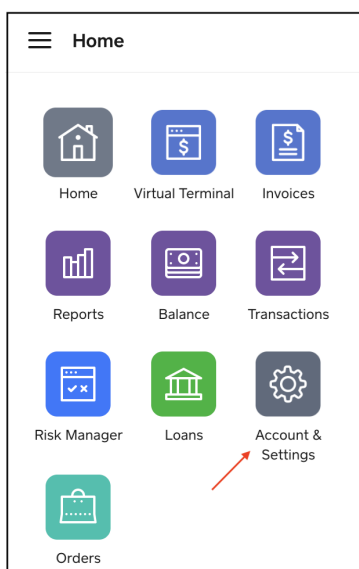 Home
Home
Virtual Terminal
Invoices
Reports
Balance
Transactions
Risk Manager
Loans
Account &
Settings
Orders